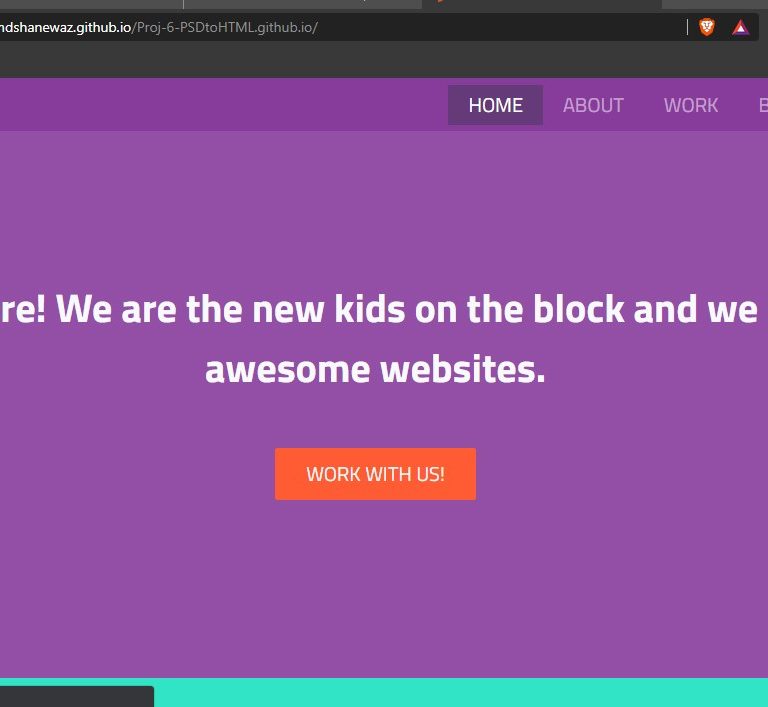 ndshanewaz.github.io/Proj-6-PSDtoHTML.github.io/
HOME ABOUT WORK B
re! We are the new kids on the block and we
awesome websites.
WORK WITH US!